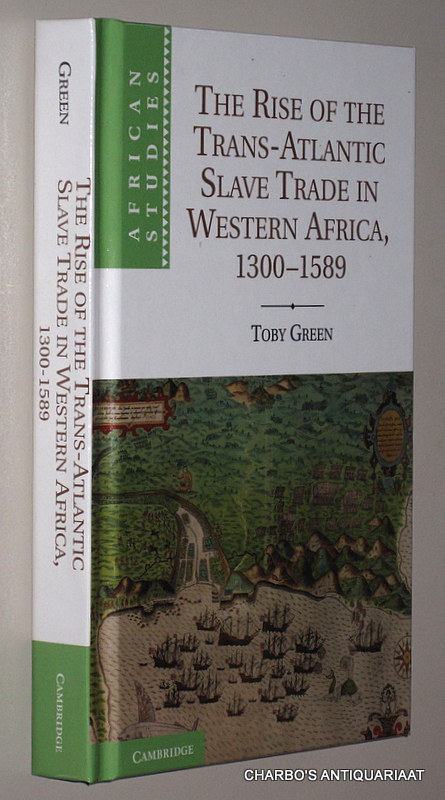 GREEN
THE RISE OF THE TRANS-ATLANTIC
SLAVE TRADE IN WESTERN AFRICA,
1300-1589
CAMBRIDGE
AFRICAN
STUDIES
THE RISE OF THE
TRANS-ATLANTIC
SLAVE TRADE IN
WESTERN AFRICA,
1300–1589
TOBY GREEN
CAMBRIDGE
CHARBO'S ANTIQUARIAAT